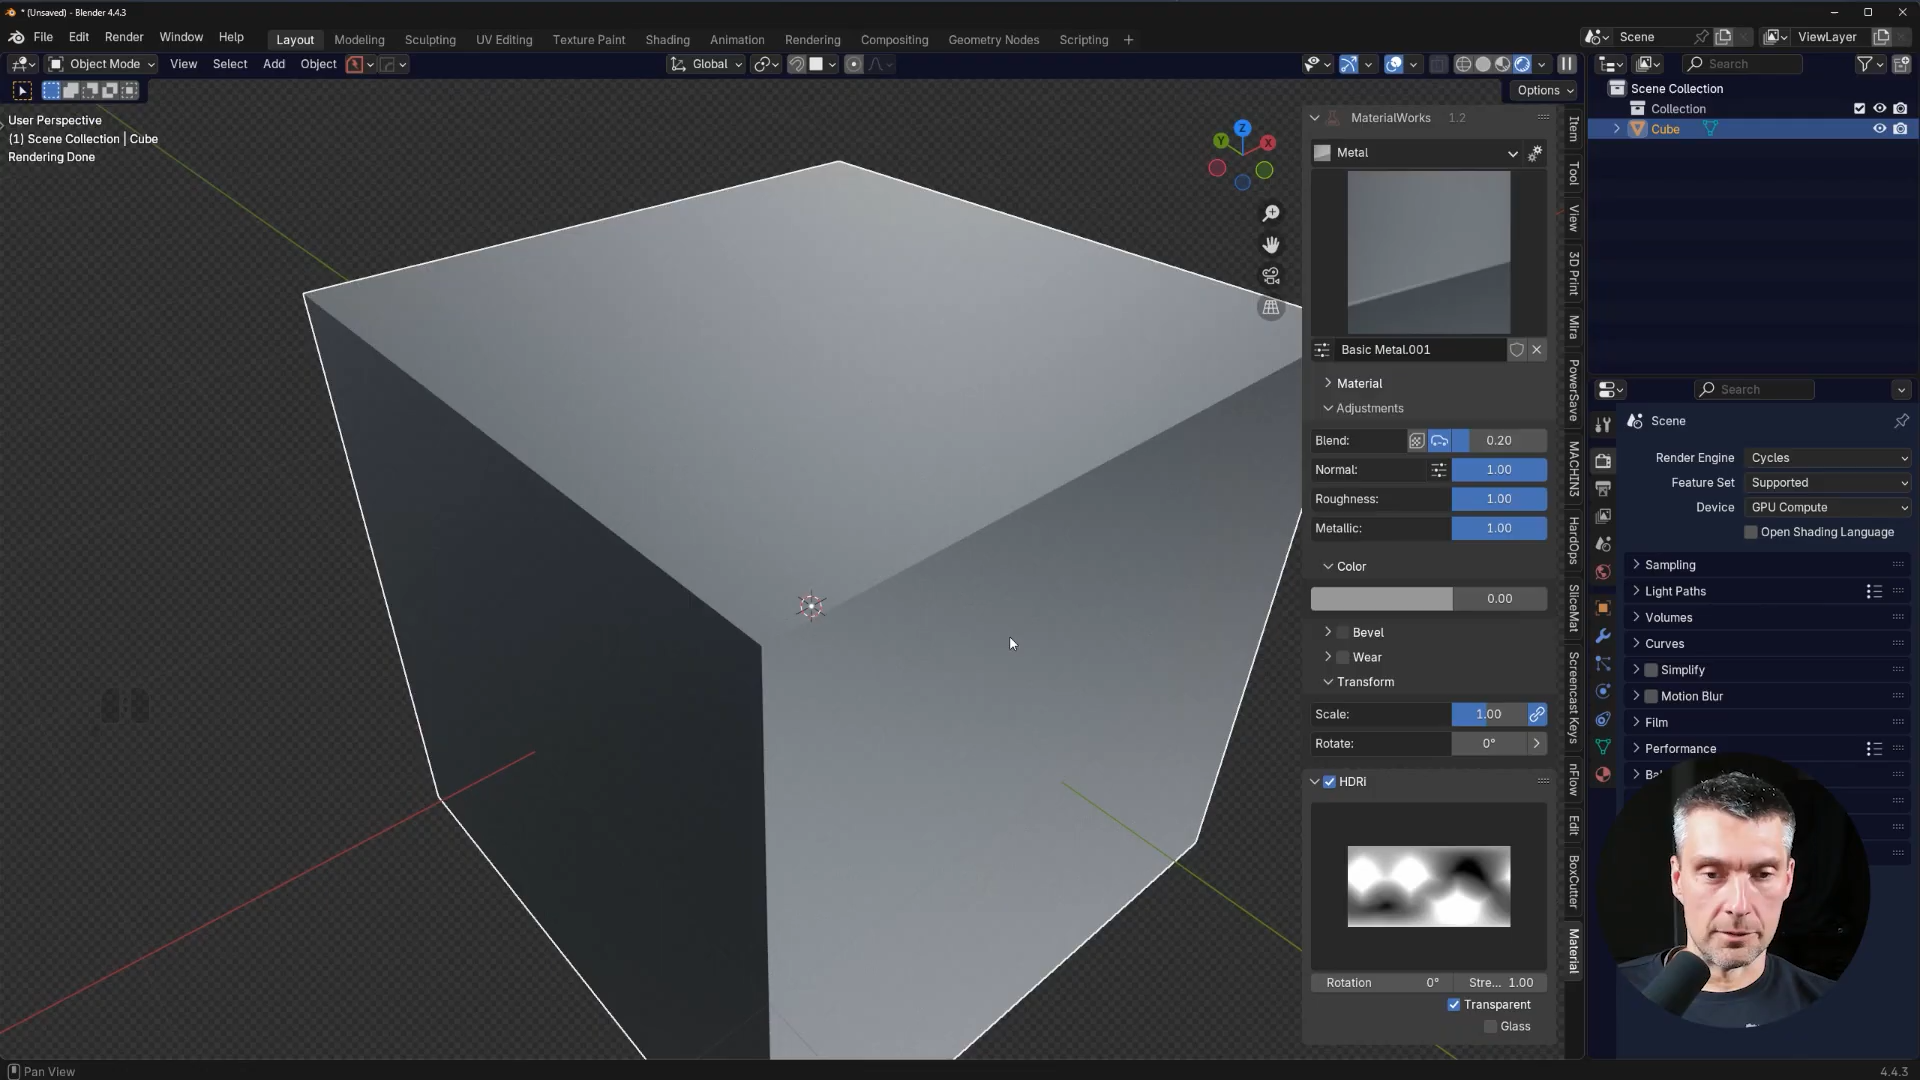 * (Unsaved) - Blender 4.4.3
File Edit Render Window Help Layout Modeling Sculpting UV Editing Texture Paint Shading Animation Rendering Compositing Geometry Nodes Scripting + Scene ViewLayer
Object Mode View Select Add Object Global Search
Options
User Perspective
(1) Scene Collection | Cube
Rendering Done
Z
Y
X
MaterialWorks 1.2
Metal
Basic Metal.001
Material
Adjustments
Blend: 0.20
Normal: 1.00
Roughness: 1.00
Metallic: 1.00
Color
0.00
Bevel
Wear
Transform
Scale: 1.00
Rotate: 0°
HDRi
Rotation 0° Stre... 1.00
Transparent
Glass
Item
Tool
View
3D Print
Mira
PowerSave
MACHIN3
HardOps
SliceMat
Screencast Keys
nFlow
Edit
BoxCutter
Material
Scene Collection
Collection
Cube
Search
Scene
Render Engine Cycles
Feature Set Supported
Device GPU Compute
Open Shading Language
Sampling
Light Paths
Volumes
Curves
Simplify
Motion Blur
Film
Performance
Pan View
4.4.3